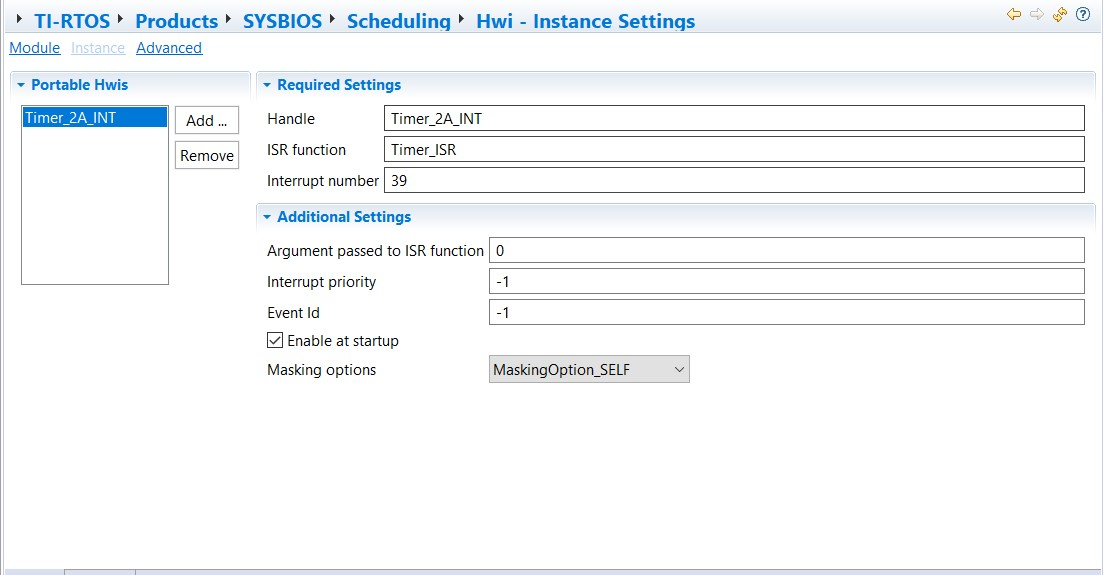 TI-RTOS Products SYSBIOS Scheduling Hwi - Instance Settings
Module Instance Advanced
Portable Hwis
Timer_2A_INT
Add ...
Remove
Required Settings
Handle Timer_2A_INT
ISR function Timer_ISR
Interrupt number 39
Additional Settings
Argument passed to ISR function 0
Interrupt priority -1
Event Id -1
Enable at startup
Masking options MaskingOption_SELF